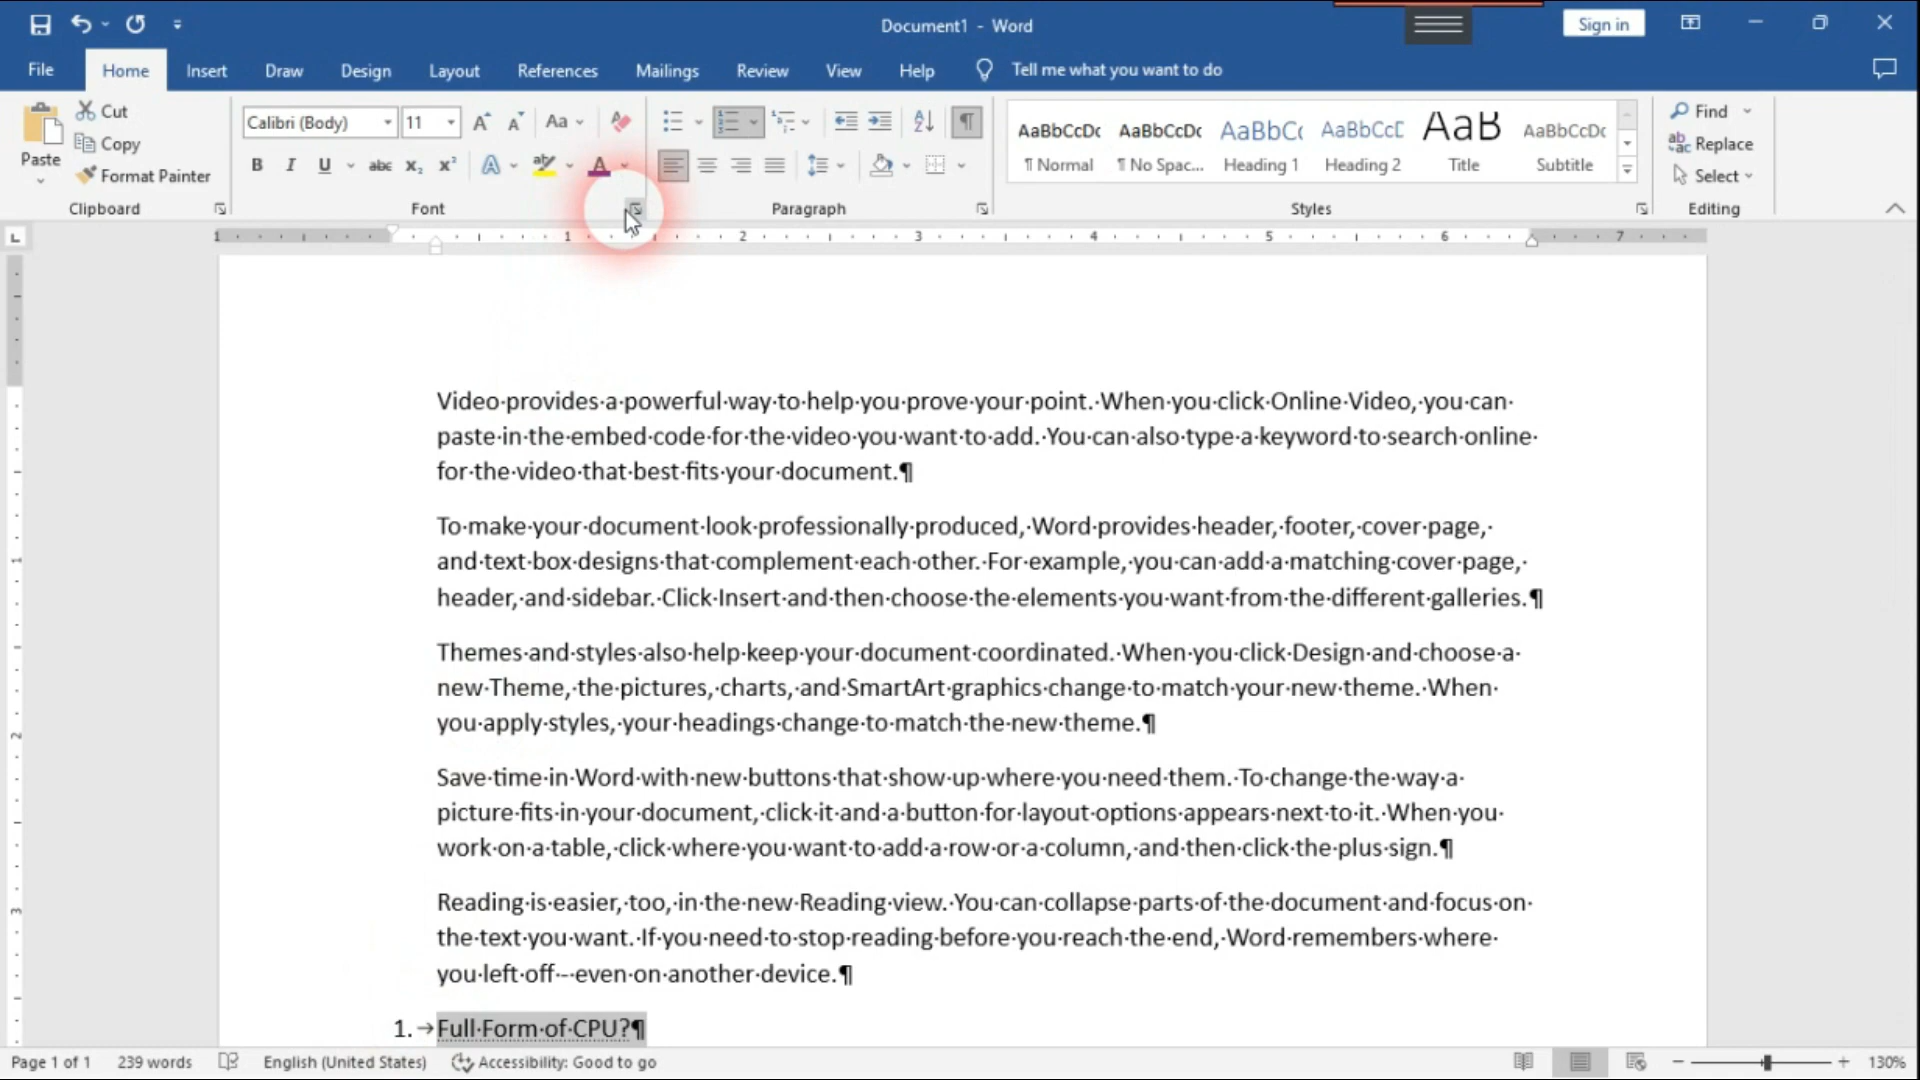 Document1 - Word
Sign in
File Home Insert Draw Design Layout References Mailings Review View Help Tell me what you want to do
Cut
Copy
Paste
Format Painter
Clipboard
Calibri (Body) 11
Font
Paragraph
AaBbCcDc AaBbCcDc AaBbC AaBbCcD AaB AaBbCcDc
¶ Normal ¶ No Spac... Heading 1 Heading 2 Title Subtitle
Styles
Find
Replace
Select
Editing
1 1 2 3 4 5 6 7
Video·provides·a·powerful·way·to·help·you·prove·your·point.·When·you·click·Online·Video,·you·can·
paste·in·the·embed·code·for·the·video·you·want·to·add.·You·can·also·type·a·keyword·to·search·online·
for·the·video·that·best·fits·your·document.¶
To·make·your·document·look·professionally·produced,·Word·provides·header,·footer,·cover·page,·
and·text·box·designs·that·complement·each·other.·For·example,·you·can·add·a·matching·cover·page,·
header,·and·sidebar.·Click·Insert·and·then·choose·the·elements·you·want·from·the·different·galleries.¶
Themes·and·styles·also·help·keep·your·document·coordinated.·When·you·click·Design·and·choose·a·
new·Theme,·the·pictures,·charts,·and·SmartArt·graphics·change·to·match·your·new·theme.·When·
you·apply·styles,·your·headings·change·to·match·the·new·theme.¶
Save·time·in·Word·with·new·buttons·that·show·up·where·you·need·them.·To·change·the·way·a·
picture·fits·in·your·document,·click·it·and·a·button·for·layout·options·appears·next·to·it.·When·you·
work·on·a·table,·click·where·you·want·to·add·a·row·or·a·column,·and·then·click·the·plus·sign.¶
Reading·is·easier,·too,·in·the·new·Reading·view.·You·can·collapse·parts·of·the·document·and·focus·on·
the·text·you·want.·If·you·need·to·stop·reading·before·you·reach·the·end,·Word·remembers·where·
you·left·off·-·even·on·another·device.¶
1.→Full·Form·of·CPU?¶
Page 1 of 1 239 words English (United States) Accessibility: Good to go 130%